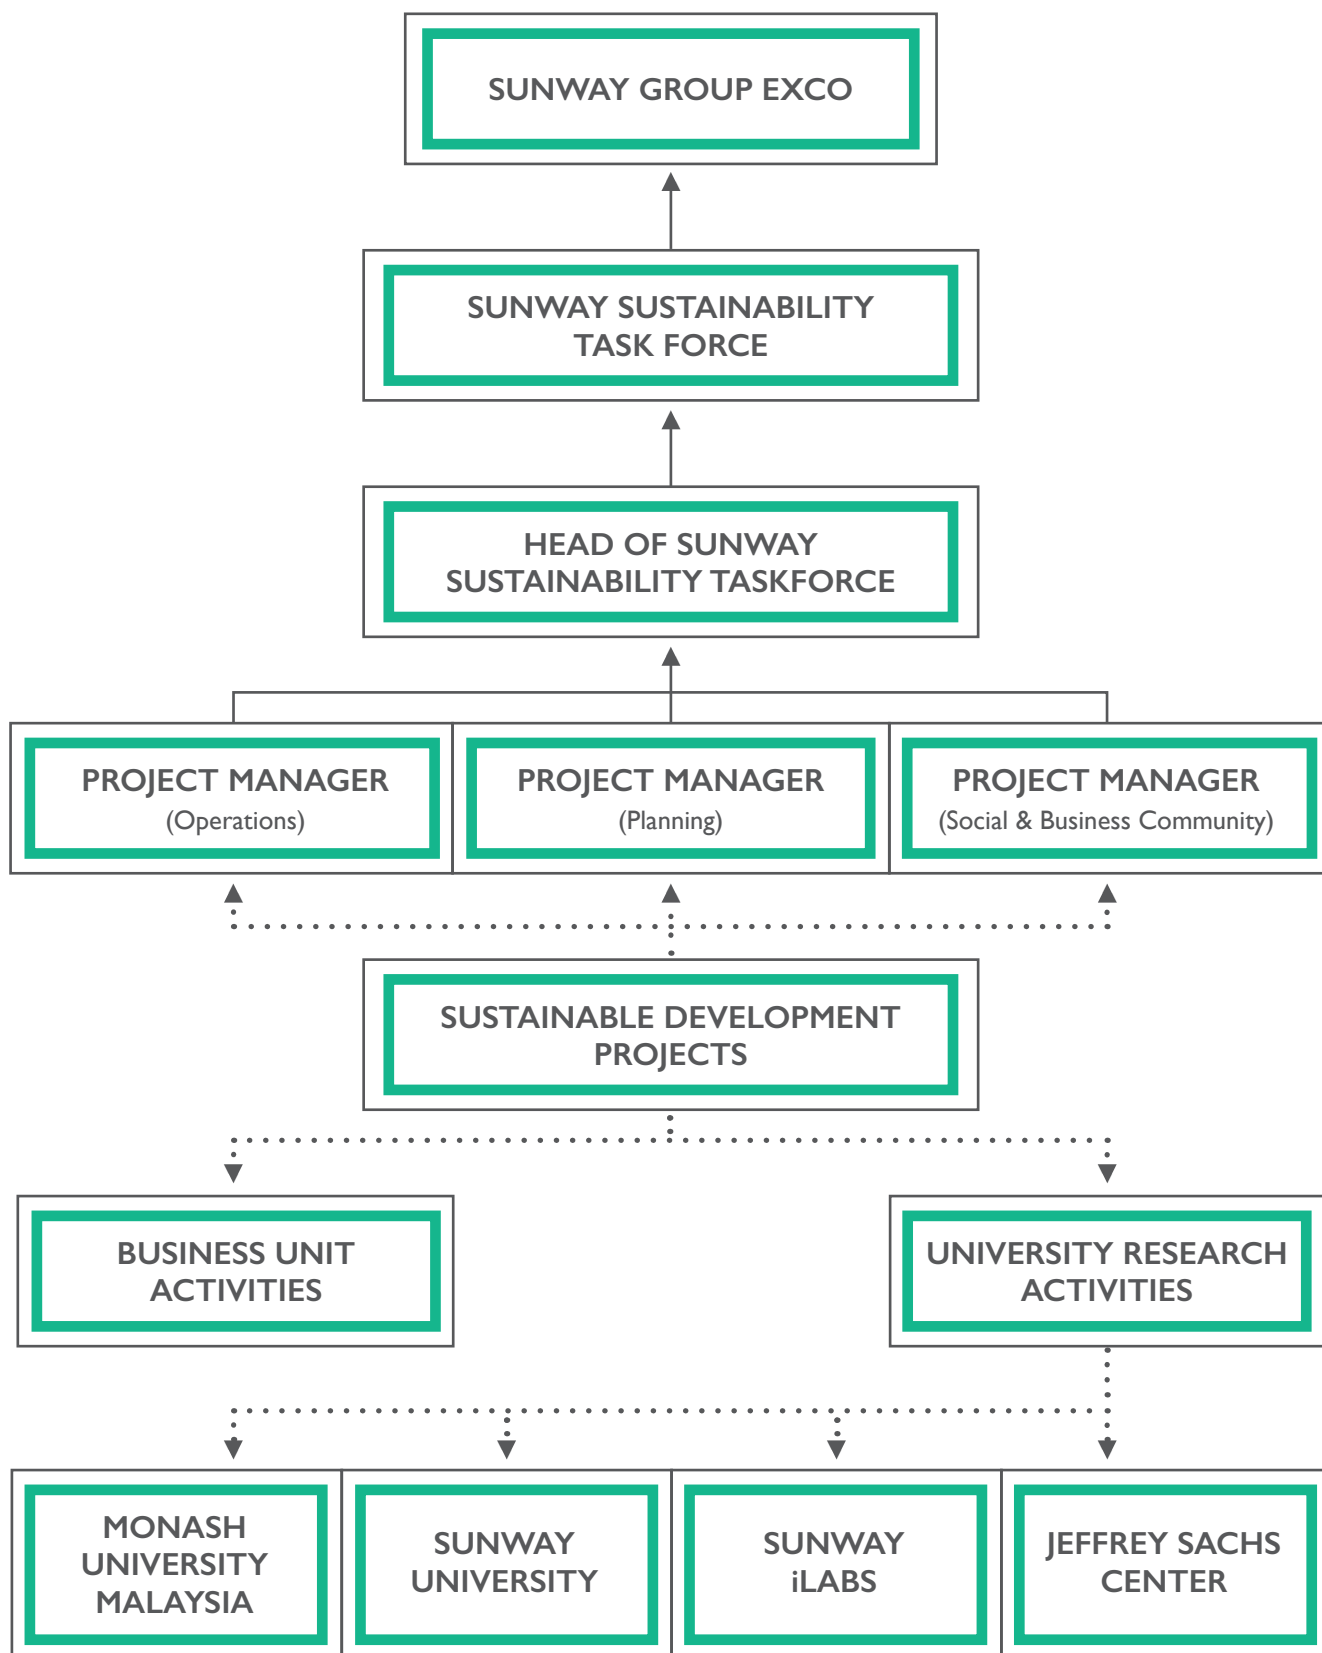 SUNWAY GROUP EXCO
SUNWAY SUSTAINABILITY
TASK FORCE
HEAD OF SUNWAY
SUSTAINABILITY TASKFORCE
PROJECT MANAGER
(Operations)
PROJECT MANAGER
(Planning)
PROJECT MANAGER
(Social & Business Community)
SUSTAINABLE DEVELOPMENT
PROJECTS
BUSINESS UNIT
ACTIVITIES
UNIVERSITY RESEARCH
ACTIVITIES
MONASH
UNIVERSITY
MALAYSIA
SUNWAY
UNIVERSITY
SUNWAY
iLABS
JEFFREY SACHS
CENTER